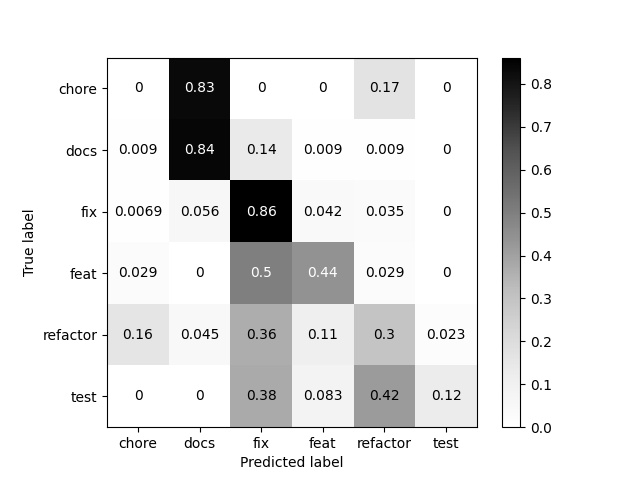 chore 0 0.83 0 0 0.17 0
docs 0.009 0.84 0.14 0.009 0.009 0
fix 0.0069 0.056 0.86 0.042 0.035 0
feat 0.029 0 0.5 0.44 0.029 0
refactor 0.16 0.045 0.36 0.11 0.3 0.023
test 0 0 0.38 0.083 0.42 0.12
chore docs fix feat refactor test
Predicted label
True label
0.8
0.7
0.6
0.5
0.4
0.3
0.2
0.1
0.0